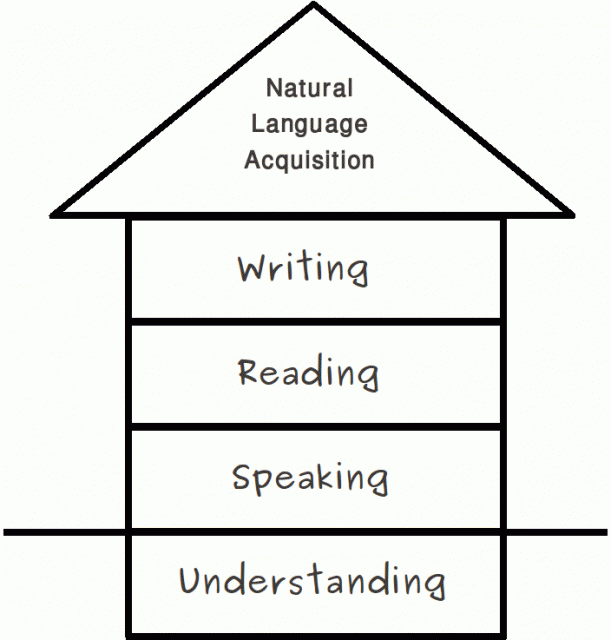 Natural
Language
Acquisition
Writing
Reading
Speaking
Understanding